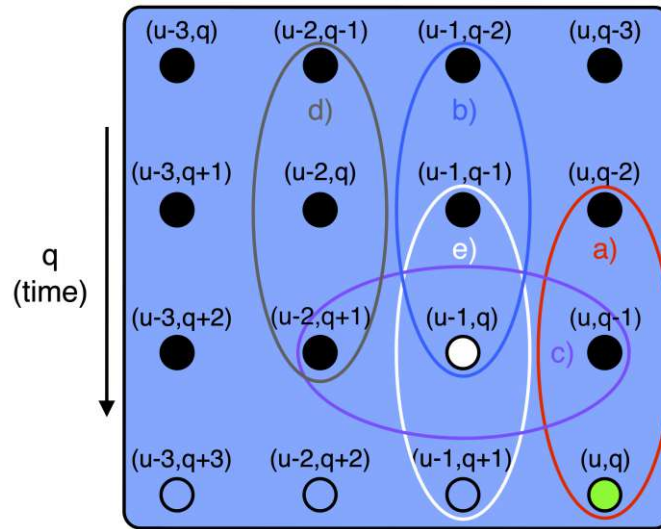 (u-3,q) (u-2,q-1) (u-1,q-2) (u,q-3)
d) b)
(u-3,q+1) (u-2,q) (u-1,q-1) (u,q-2)
e) a)
q
(time)
(u-3,q+2) (u-2,q+1) (u-1,q) (u,q-1)
c)
(u-3,q+3) (u-2,q+2) (u-1,q+1) (u,q)